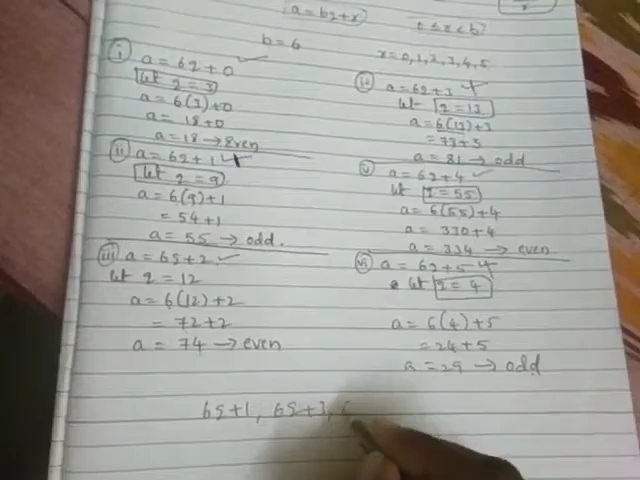 a = bq + r
0 ≤ r < b
b = 6
r = 0, 1, 2, 3, 4, 5
(i) a = 6q + 0 ✓
let q = 3
a = 6(3) + 0
a = 18 + 0
a = 18 → Even
(ii) a = 6q + 1
let q = 9
a = 6(9) + 1
= 54 + 1
a = 55 → odd.
(iii) a = 6q + 2 ✓
let q = 12
a = 6(12) + 2
= 72 + 2
a = 74 → even
a = 6q + 3
let q = 13
a = 6(13) + 3
a = 81 → odd
(v) a = 6q + 4 ✓
let q = 55
a = 6(55) + 4
a = 330 + 4
a = 334 → even
(vi) a = 6q + 5
let q = 4
a = 6(4) + 5
= 24 + 5
a = 29 → odd
6q + 1, 6q + 3,